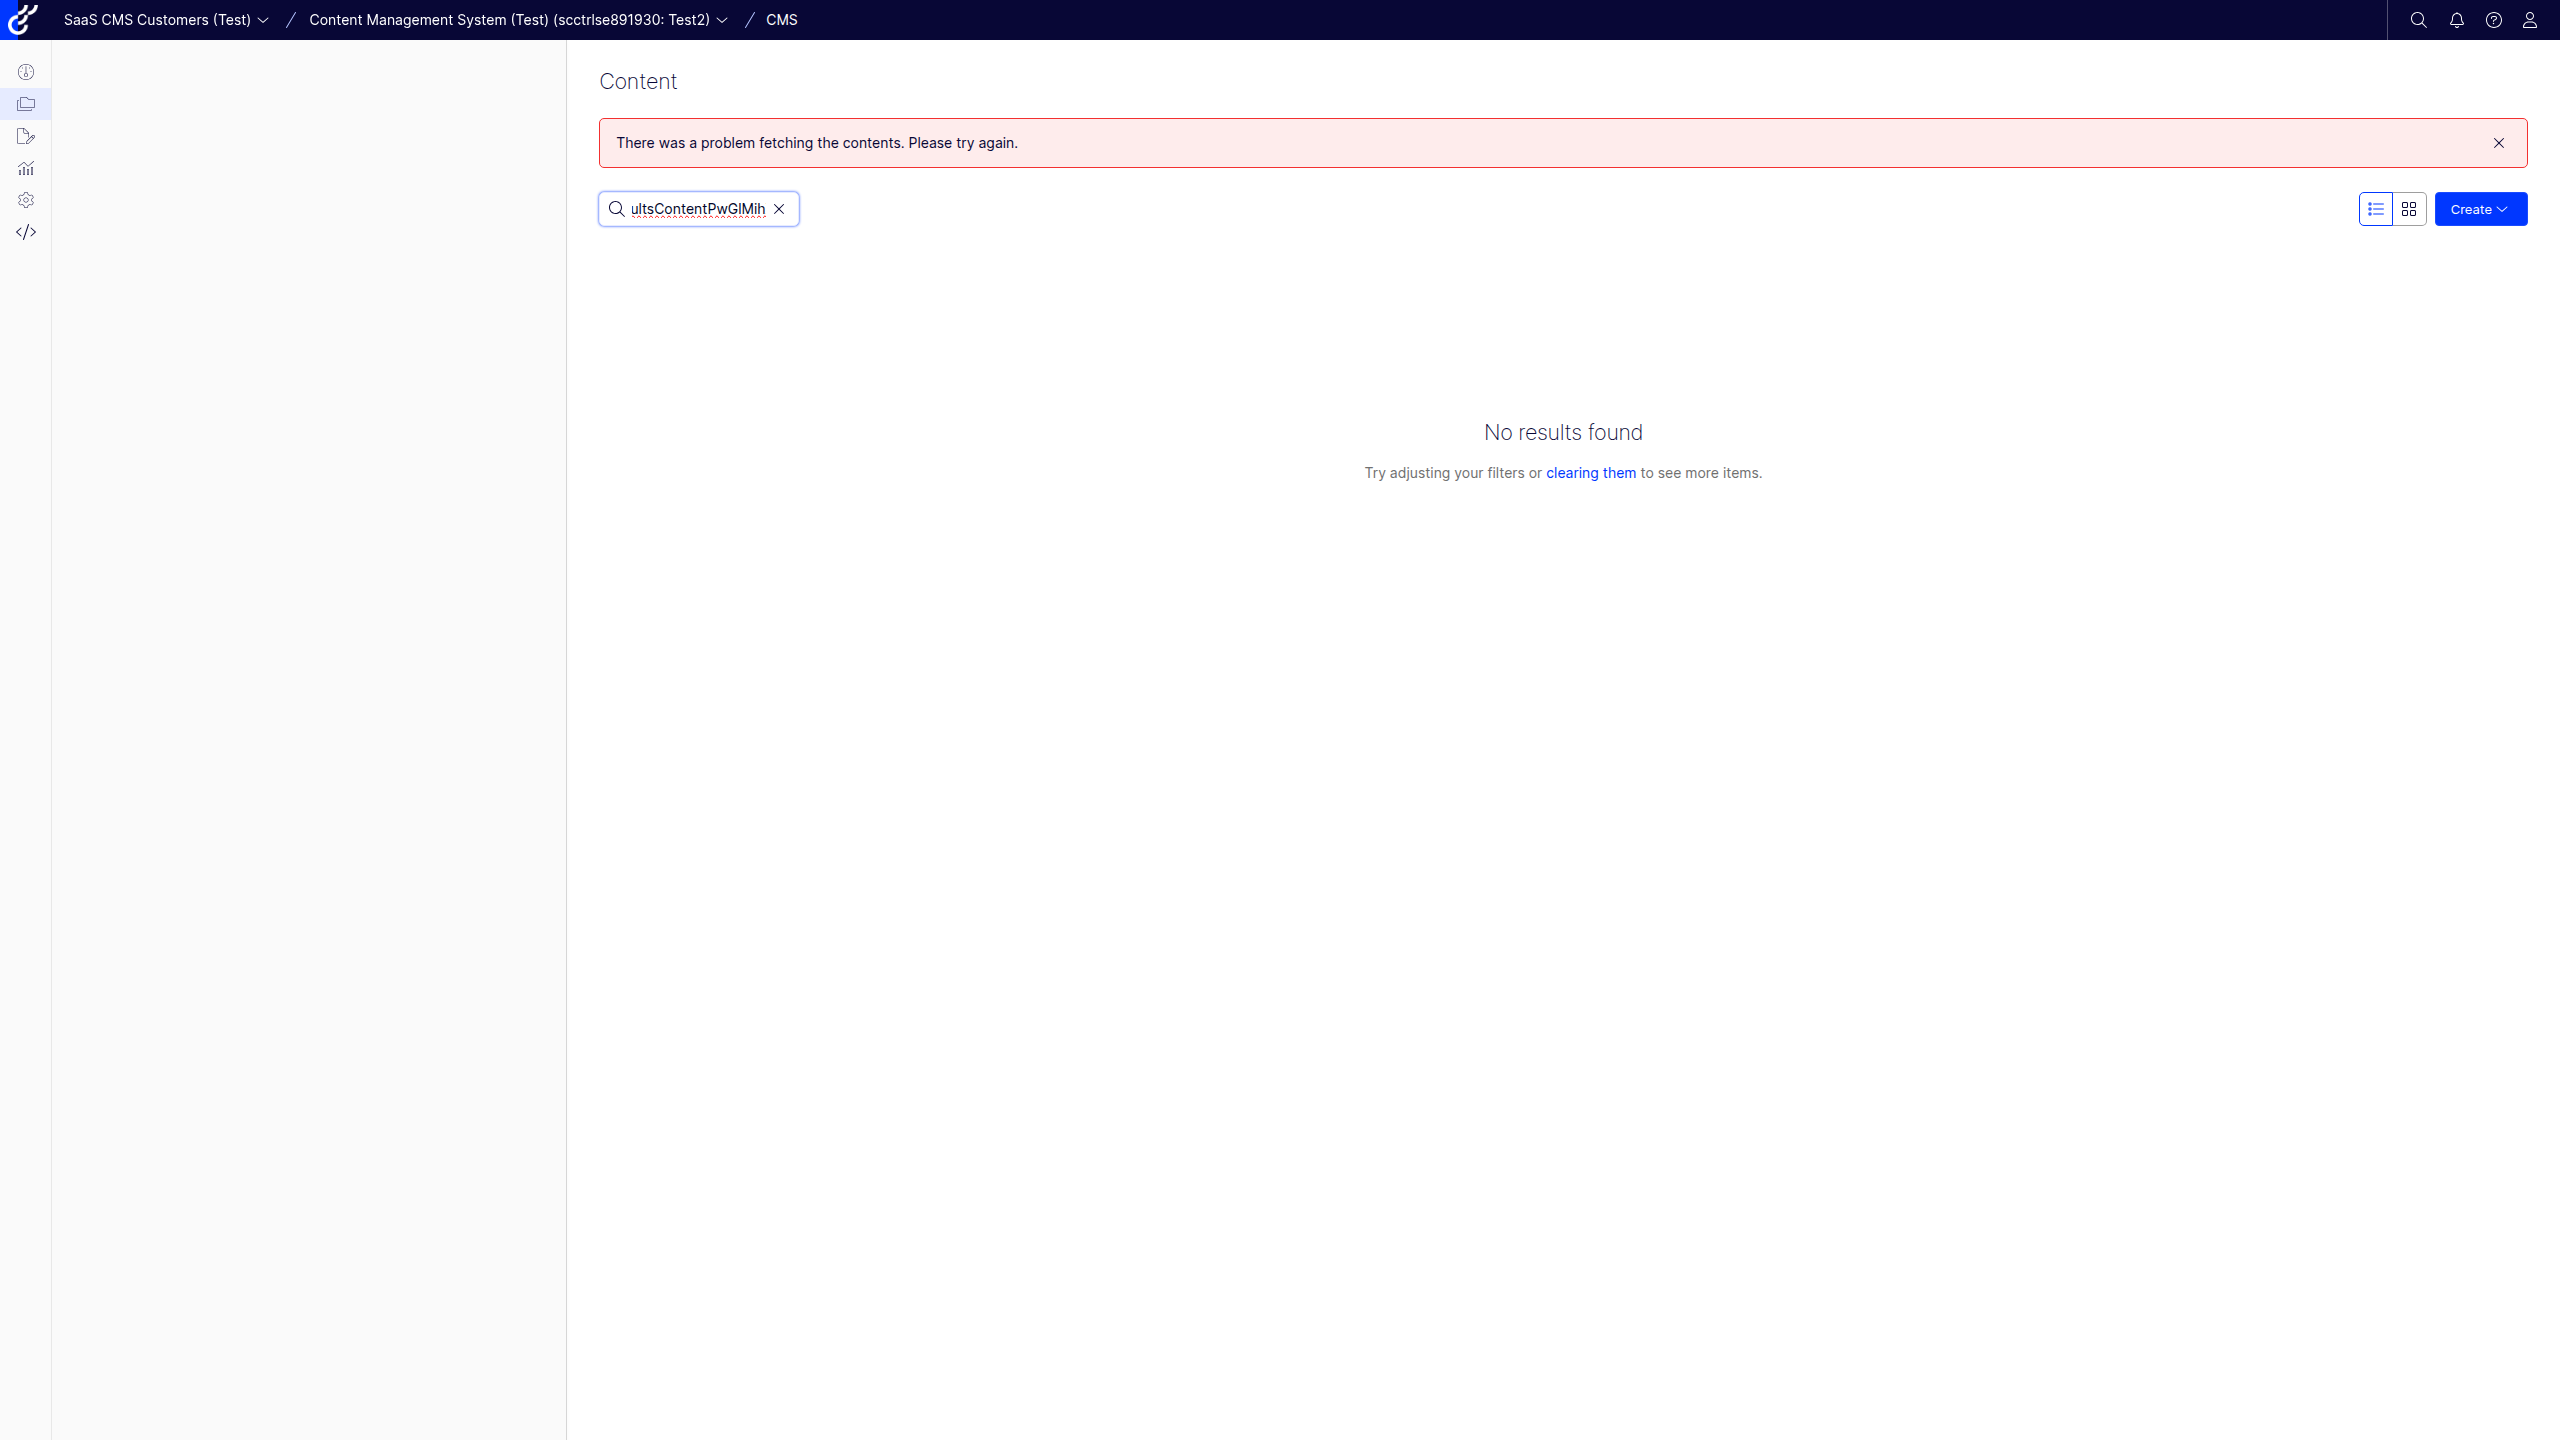 SaaS CMS Customers (Test) / Content Management System (Test) (scctrlse891930: Test2) / CMS
Content
There was a problem fetching the contents. Please try again.
ultsContentPwGlMih
Create
No results found
Try adjusting your filters or clearing them to see more items.